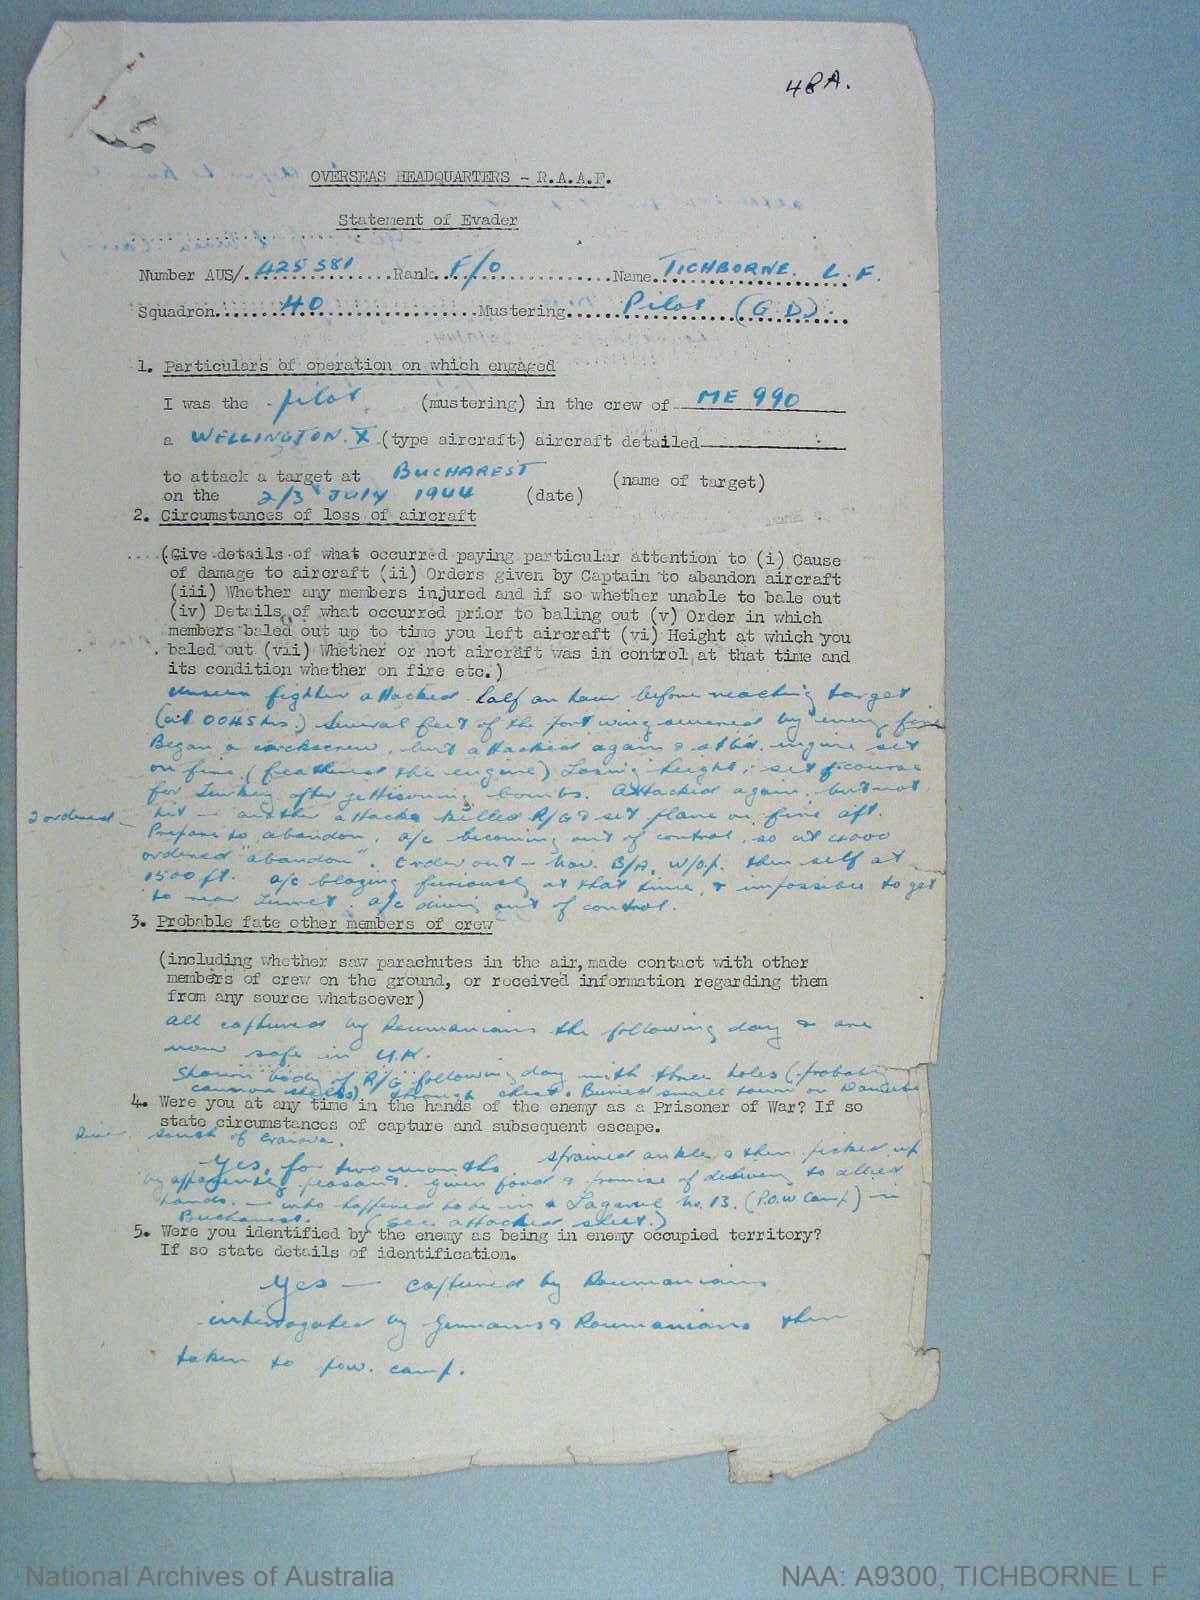 48A.
OVERSEAS HEADQUARTERS - R.A.A.F.
Statement of Evader
Number AUS/. 425381 Rank F/O Name TICHBORNE. L.F.
Squadron 40 Mustering Pilot (G D).
1. Particulars of operation on which engaged
I was the pilot (mustering) in the crew of ME 990
a WELLINGTON. X (type aircraft) aircraft detailed
to attack a target at BUCHAREST (name of target)
on the 2/3 July 1944 (date)
2. Circumstances of loss of aircraft
(Give details of what occurred paying particular attention to (i) Cause
of damage to aircraft (ii) Orders given by Captain to abandon aircraft
(iii) Whether any members injured and if so whether unable to bale out
(iv) Details of what occurred prior to baling out (v) Order in which
members baled out up to time you left aircraft (vi) Height at which you
baled out (vii) Whether or not aircraft was in control at that time and
its condition whether on fire etc.)
Unseen fighter attacked half an hour before reaching target
(at 0045 hrs.) Several feet of the port wing severed by enemy fire
Began a corkscrew, but attacked again & stb'd. engine set
on fire (feathered the engine) Losing height, set course
for Turkey after jettisoning bombs. Attacked again, but not
hit — another attack killed R/G & set plane on fire aft.
I ordered —
Prepare to abandon, a/c becoming out of control, so at 4000
ordered "abandon". Order out — Nav. B/A, W/op. then self at
1500 ft. a/c blazing furiously at that time, & impossible to get
to rear turret. a/c diving out of control.
3. Probable fate other members of crew
(including whether saw parachutes in the air, made contact with other
members of crew on the ground, or received information regarding them
from any source whatsoever)
All captured by Roumanians the following day & are
now safe in U.K.
Shown body of R/G following day with three holes (probably
cannon shells) through chest. Buried small town on Danube
4. Were you at any time in the hands of the enemy as a Prisoner of War? If so
state circumstances of capture and subsequent escape.
River south of Craiova.
Yes, for two months. sprained ankle & then picked up
by apparently peasant. given food & promise of delivery to allied
hands. — who happened to be in Lagarul No. 13. (P.O.W Camp) in
Bucharest. (see attached sheet.)
5. Were you identified by the enemy as being in enemy occupied territory?
If so state details of identification.
Yes — captured by Roumanians
interrogated by Germans & Roumanians then
taken to pow. camp.
National Archives of Australia
NAA: A9300, TICHBORNE L F